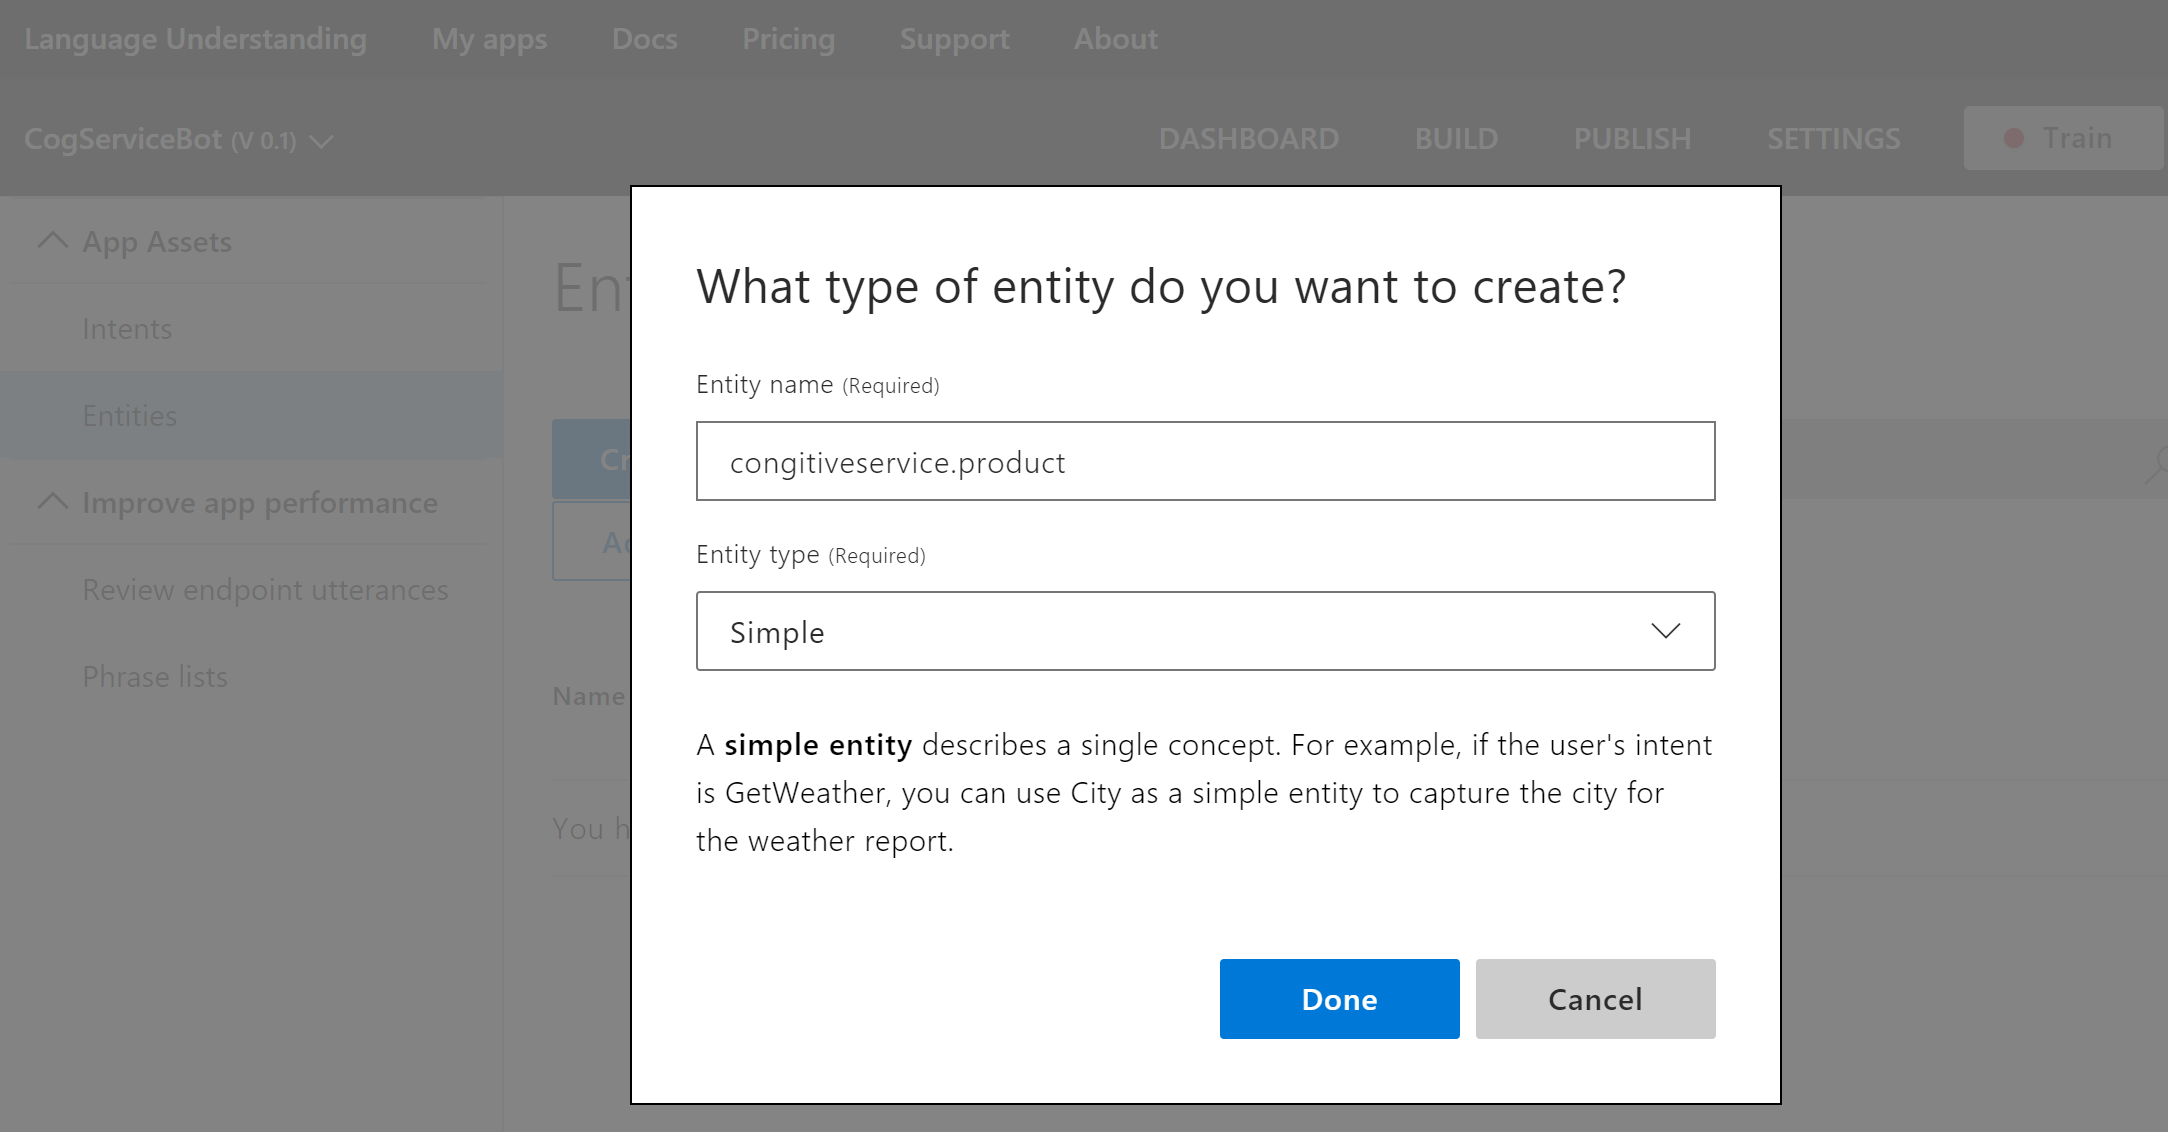 Language Understanding My apps Docs Pricing Support About
CogServiceBot (V 0.1) DASHBOARD BUILD PUBLISH SETTINGS Train
App Assets
Intents
Entities
Improve app performance
Review endpoint utterances
Phrase lists
Name
You
What type of entity do you want to create?
Entity name (Required)
congitiveservice.product
Entity type (Required)
Simple
A simple entity describes a single concept. For example, if the user's intent
is GetWeather, you can use City as a simple entity to capture the city for
the weather report.
Done Cancel